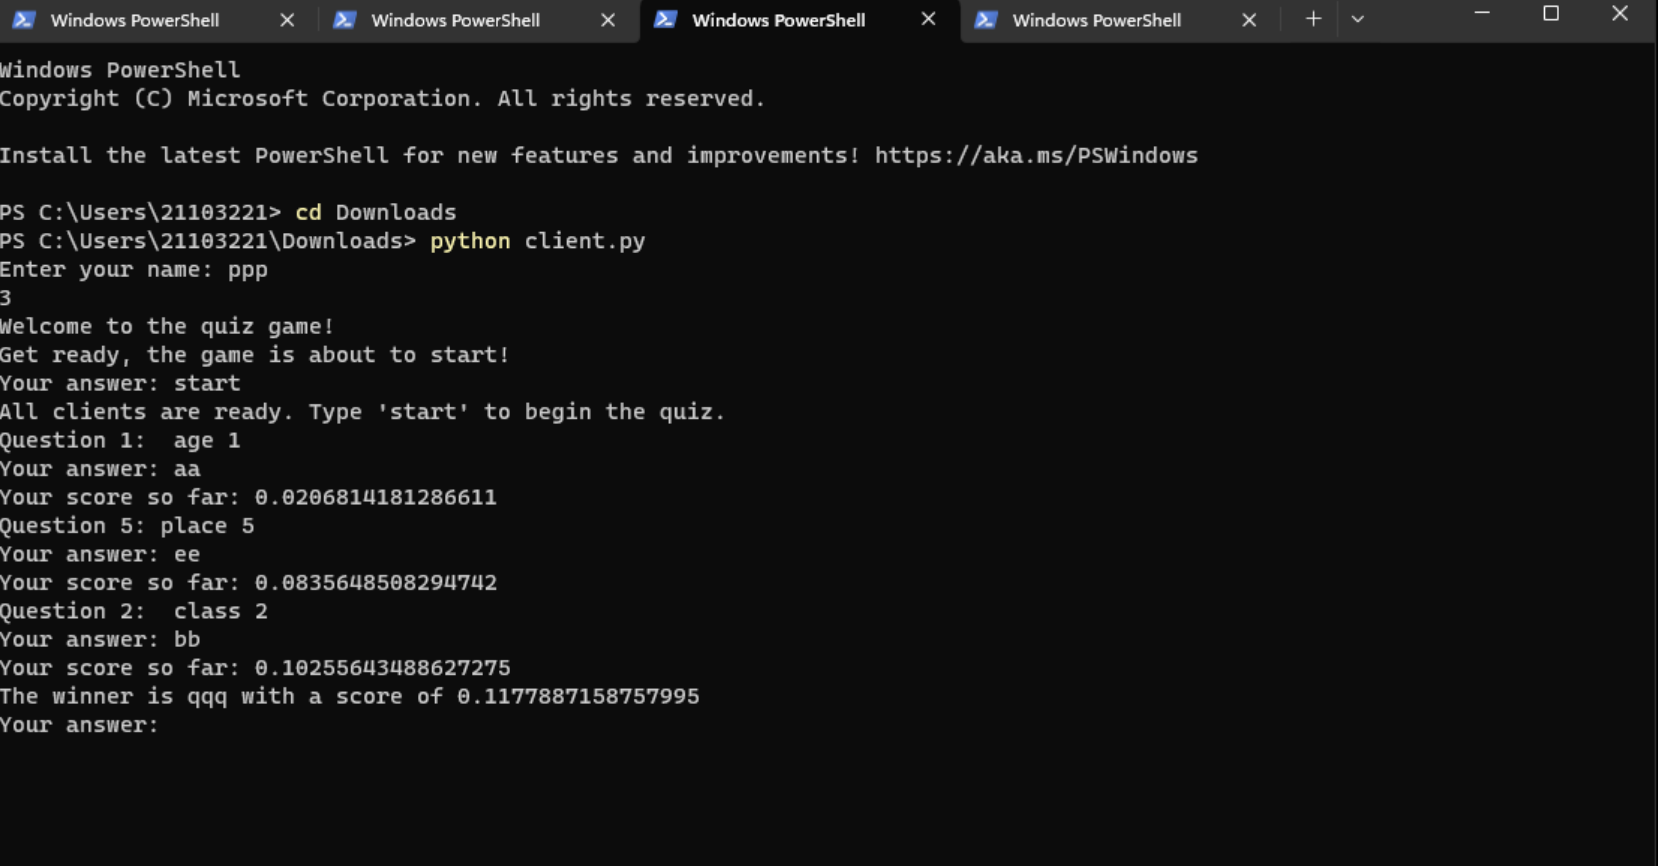 Windows PowerShell Windows PowerShell Windows PowerShell Windows PowerShell
Windows PowerShell
Copyright (C) Microsoft Corporation. All rights reserved.
Install the latest PowerShell for new features and improvements! https://aka.ms/PSWindows
PS C:\Users\21103221> cd Downloads
PS C:\Users\21103221\Downloads> python client.py
Enter your name: ppp
3
Welcome to the quiz game!
Get ready, the game is about to start!
Your answer: start
All clients are ready. Type 'start' to begin the quiz.
Question 1:  age 1
Your answer: aa
Your score so far: 0.0206814181286611
Question 5: place 5
Your answer: ee
Your score so far: 0.0835648508294742
Question 2:  class 2
Your answer: bb
Your score so far: 0.10255643488627275
The winner is qqq with a score of 0.1177887158757995
Your answer: